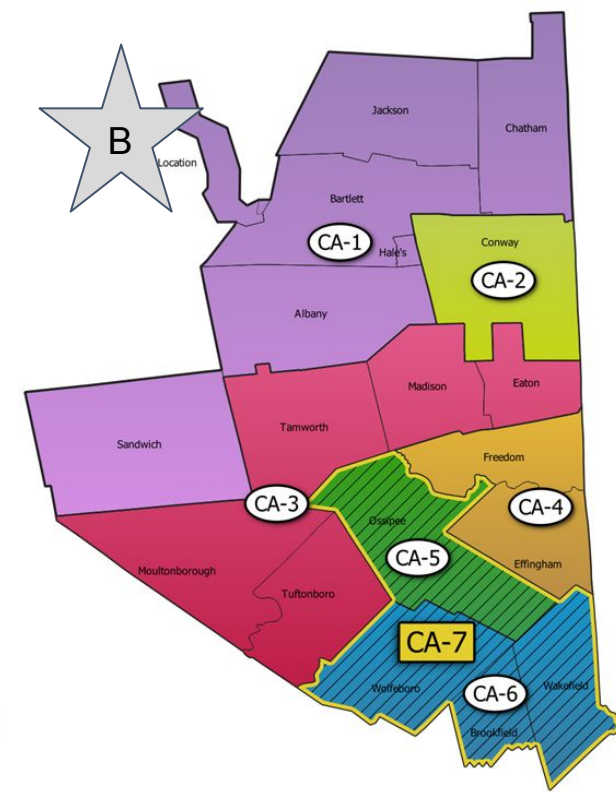 Jackson
Chatham
B
Location
Bartlett
CA-1
Hale's
Conway
CA-2
Albany
Madison
Eaton
Tamworth
Sandwich
Freedom
CA-3
CA-4
Ossipee
CA-5
Effingham
Moultonborough
Tuftonboro
CA-7
Wolfeboro
CA-6
Wakefield
Brookfield